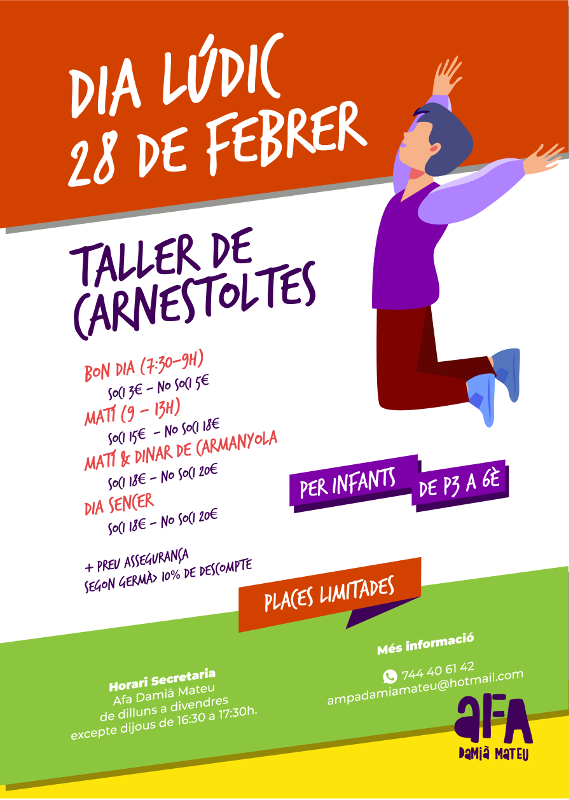 DIA LÚDIC
28 DE FEBRER
TALLER DE
CARNESTOLTES
BON DIA (7:30-9H)
SOCI 3€ - NO SOCI 5€
MATÍ (9 - 13H)
SOCI 15€ - NO SOCI 18€
MATÍ & DINAR DE CARMANYOLA
SOCI 18€ - NO SOCI 20€
DIA SENCER
SOCI 18€ - NO SOCI 20€
+ PREU ASSEGURANÇA
SEGON GERMÀ> 10% DE DESCOMPTE
PER INFANTS
DE P3 A 6È
PLACES LIMITADES
Horari Secretaria
Afa Damià Mateu
de dilluns a divendres
excepte dijous de 16:30 a 17:30h.
Més informació
744 40 61 42
ampadamiamateu@hotmail.com
aFA
DAMIÀ MATEU